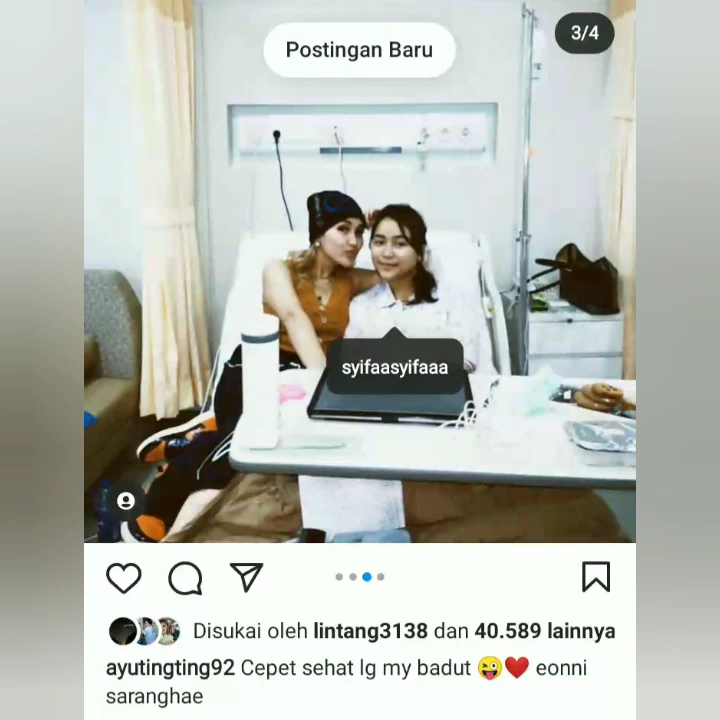 Postingan Baru
3/4
syifaasyifaaa
Disukai oleh lintang3138 dan 40.589 lainnya
ayutingting92 Cepet sehat lg my badut 😜❤️ eonni
saranghae